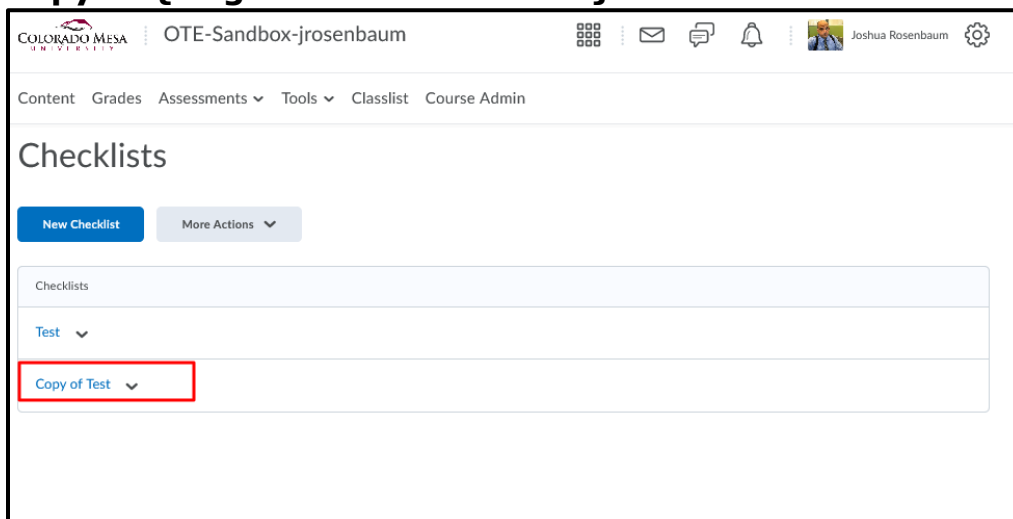 COLORADO MESA
UNIVERSITY
OTE-Sandbox-jrosenbaum
Joshua Rosenbaum
Content Grades Assessments Tools Classlist Course Admin
Checklists
New Checklist More Actions
Checklists
Test
Copy of Test